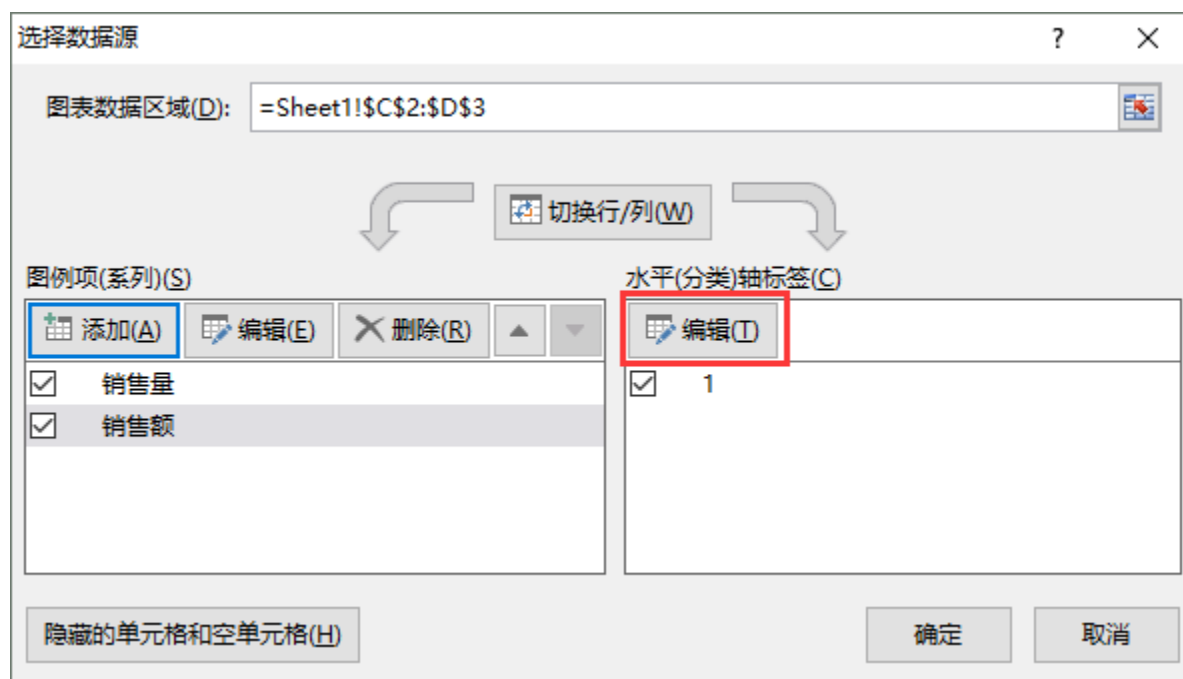 选择数据源 ?
图表数据区域(D): =Sheet1!$C$2:$D$3
切换行/列(W)
图例项(系列)(S) 水平(分类)轴标签(C)
添加(A) 编辑(E) 删除(R) 编辑(T)
销售量 1
销售额
隐藏的单元格和空单元格(H) 确定 取消